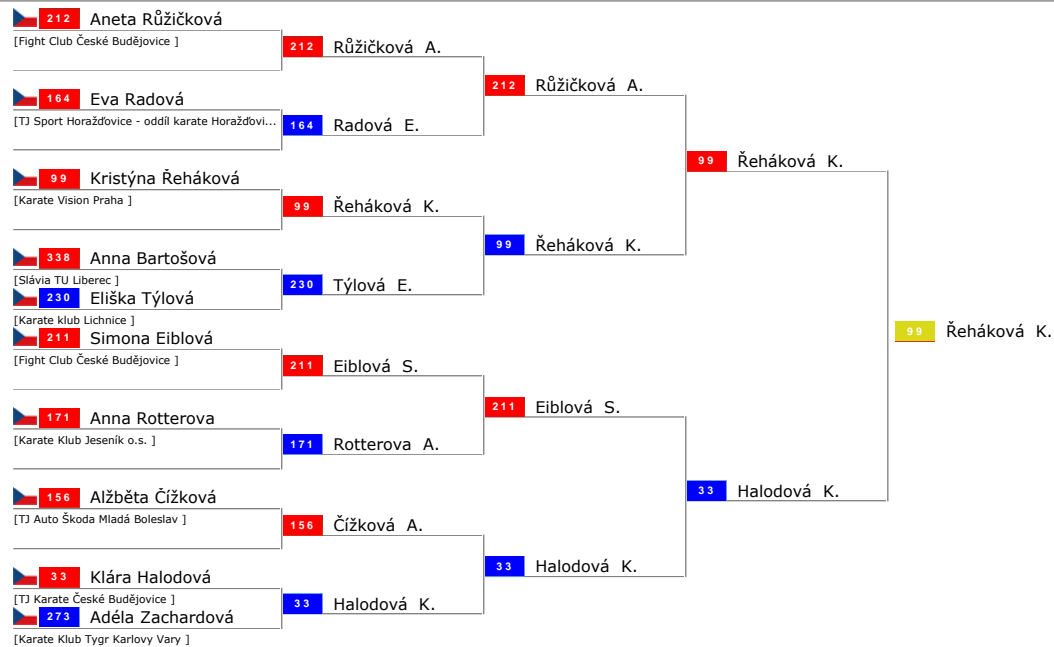 212 Aneta Růžičková
[Fight Club České Budějovice ]
212 Růžičková A.
212 Růžičková A.
164 Eva Radová
[TJ Sport Horažďovice - oddíl karate Horažďovi...
164 Radová E.
99 Řeháková K.
99 Kristýna Řeháková
[Karate Vision Praha ]
99 Řeháková K.
99 Řeháková K.
338 Anna Bartošová
[Slávia TU Liberec ]
230 Týlová E.
230 Eliška Týlová
[Karate klub Lichnice ]
99 Řeháková K.
211 Simona Eiblová
[Fight Club České Budějovice ]
211 Eiblová S.
211 Eiblová S.
171 Anna Rotterova
[Karate Klub Jeseník o.s. ]
171 Rotterova A.
33 Halodová K.
156 Alžběta Čížková
[TJ Auto Škoda Mladá Boleslav ]
156 Čížková A.
33 Halodová K.
33 Klára Halodová
[TJ Karate České Budějovice ]
33 Halodová K.
273 Adéla Zachardová
[Karate Klub Tygr Karlovy Vary ]